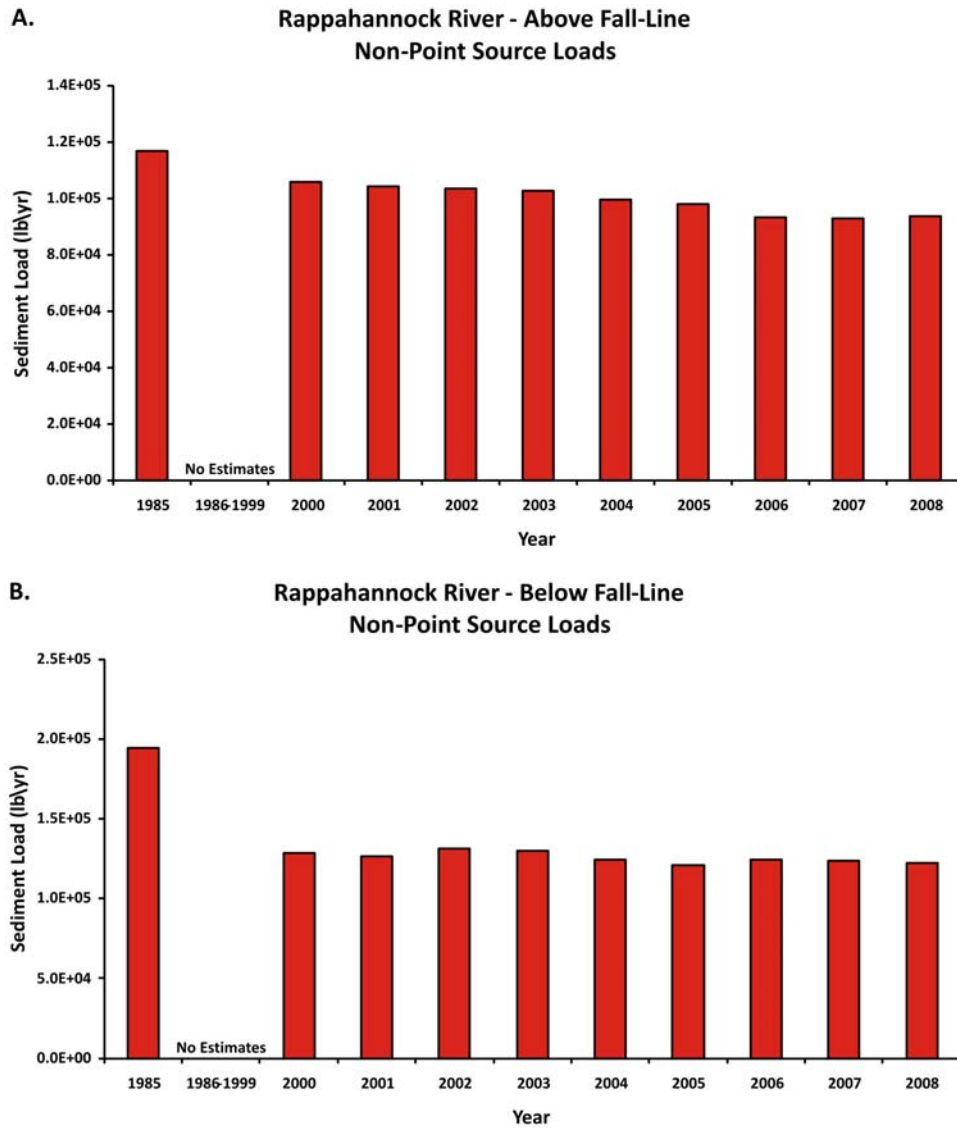 A.
Rappahannock River - Above Fall-Line
Non-Point Source Loads
Sediment Load (lb\yr)
1.4E+05
1.2E+05
1.0E+05
8.0E+04
6.0E+04
4.0E+04
2.0E+04
0.0E+00
No Estimates
1985 1986-1999 2000 2001 2002 2003 2004 2005 2006 2007 2008
Year
B.
Rappahannock River - Below Fall-Line
Non-Point Source Loads
Sediment Load (lb\yr)
2.5E+05
2.0E+05
1.5E+05
1.0E+05
5.0E+04
0.0E+00
No Estimates
1985 1986-1999 2000 2001 2002 2003 2004 2005 2006 2007 2008
Year